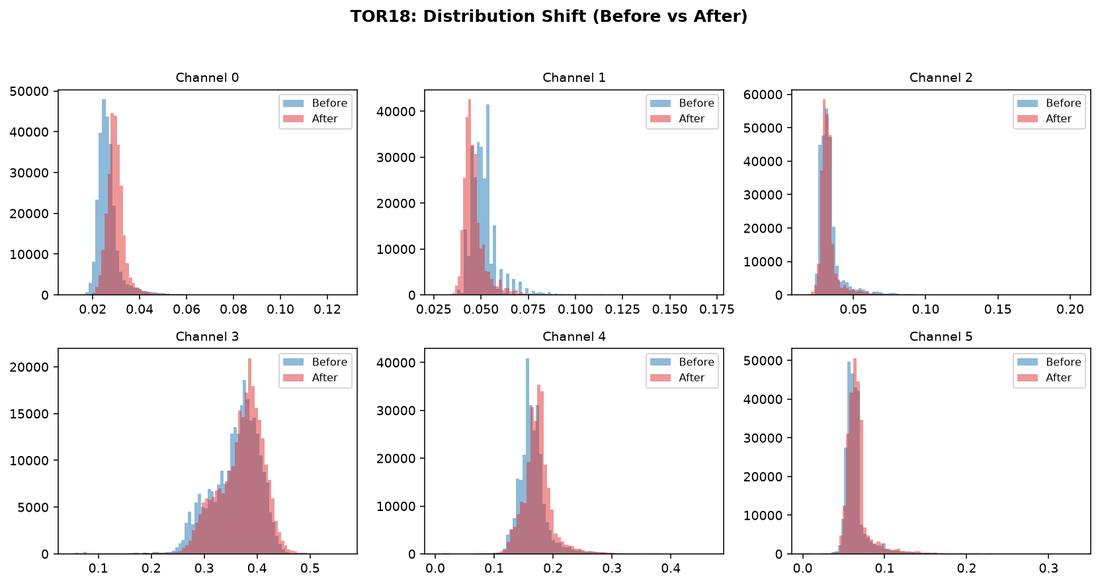 TOR18: Distribution Shift (Before vs After)
Channel 0
50000
40000
30000
20000
10000
0
0.02 0.04 0.06 0.08 0.10 0.12
Before
After
Channel 1
40000
30000
20000
10000
0
0.025 0.050 0.075 0.100 0.125 0.150 0.175
Before
After
Channel 2
60000
50000
40000
30000
20000
10000
0
0.05 0.10 0.15 0.20
Before
After
Channel 3
20000
15000
10000
5000
0
0.1 0.2 0.3 0.4 0.5
Before
After
Channel 4
40000
30000
20000
10000
0
0.0 0.1 0.2 0.3 0.4
Before
After
Channel 5
50000
40000
30000
20000
10000
0
0.0 0.1 0.2 0.3
Before
After